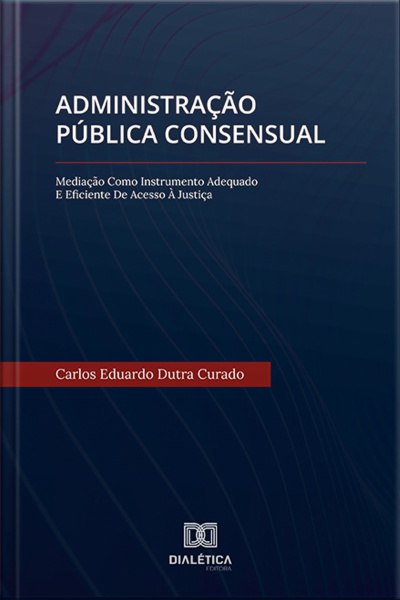 ADMINISTRAÇÃO
PÚBLICA CONSENSUAL
Mediação Como Instrumento Adequado
E Eficiente De Acesso À Justiça
Carlos Eduardo Dutra Curado
DIALÉTICA
EDITORA